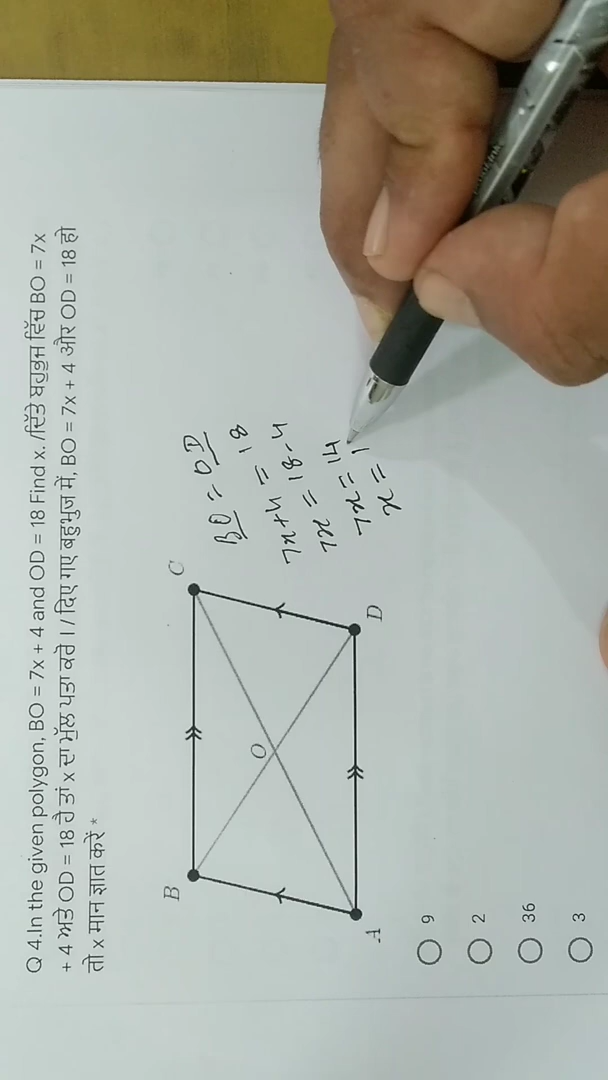 Q 4.In the given polygon, BO = 7x + 4 and OD = 18 Find x. /ਦਿੱਤੇ ਬਹੁਭੁਜ ਵਿੱਚ BO = 7x
+ 4 ਅਤੇ OD = 18 ਹੈ ਤਾਂ x ਦਾ ਮੁੱਲ ਪਤਾ ਕਰੋ । / दिए गए बहुभुज में, BO = 7x + 4 और OD = 18 हो
तो x मान ज्ञात करें *
B
C
O
A
D
BO = OD
7x+4 = 18
7x = 18-4
7x = 14
x = 1
9
2
36
3